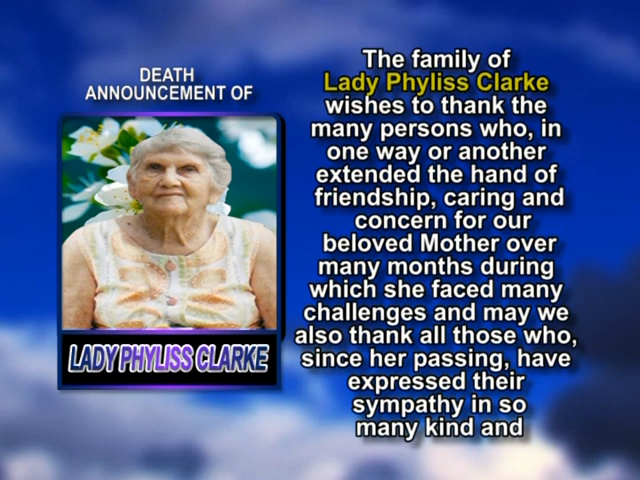 DEATH
ANNOUNCEMENT OF
LADY PHYLISS CLARKE
The family of
Lady Phyliss Clarke
wishes to thank the
many persons who, in
one way or another
extended the hand of
friendship, caring and
concern for our
beloved Mother over
many months during
which she faced many
challenges and may we
also thank all those who,
since her passing, have
expressed their
sympathy in so
many kind and